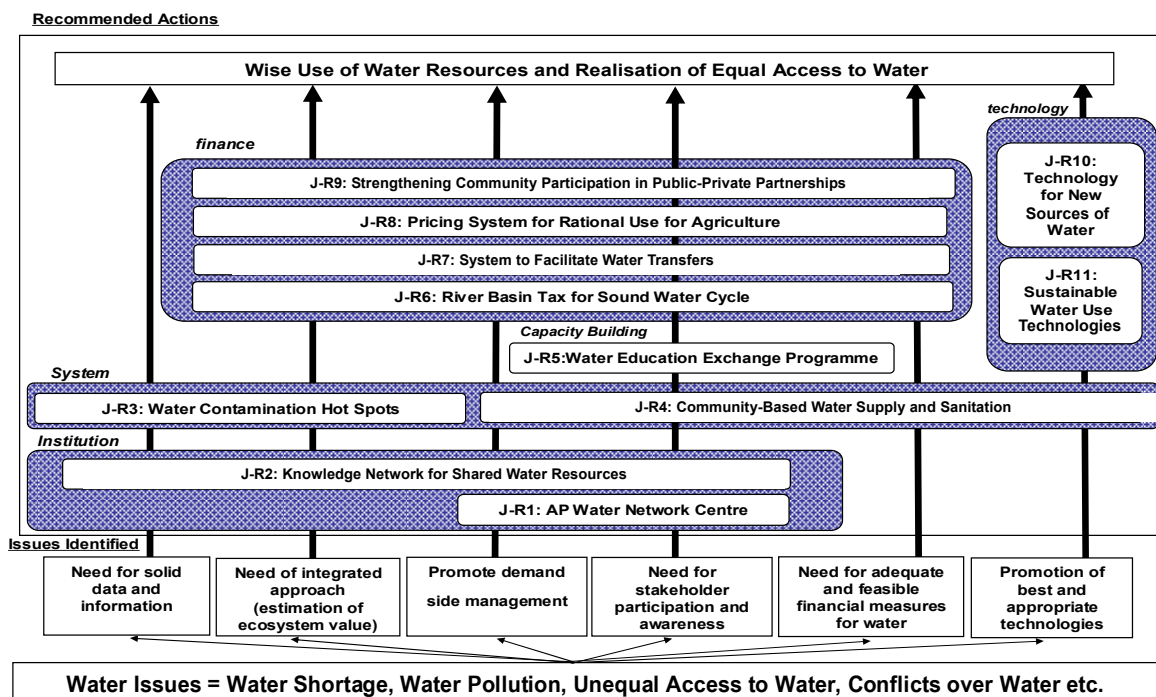 Recommended Actions
Wise Use of Water Resources and Realisation of Equal Access to Water
technology
finance
J-R9: Strengthening Community Participation in Public-Private Partnerships
J-R8: Pricing System for Rational Use for Agriculture
J-R7: System to Facilitate Water Transfers
J-R6: River Basin Tax for Sound Water Cycle
J-R10:
Technology
for New
Sources of
Water
J-R11:
Sustainable
Water Use
Technologies
Capacity Building
J-R5:Water Education Exchange Programme
System
J-R3: Water Contamination Hot Spots
J-R4: Community-Based Water Supply and Sanitation
Institution
J-R2: Knowledge Network for Shared Water Resources
J-R1: AP Water Network Centre
Issues Identified
Need for solid
data and
information
Need of integrated
approach
(estimation of
ecosystem value)
Promote demand
side management
Need for
stakeholder
participation and
awareness
Need for adequate
and feasible
financial measures
for water
Promotion of
best and
appropriate
technologies
Water Issues = Water Shortage, Water Pollution, Unequal Access to Water, Conflicts over Water etc.